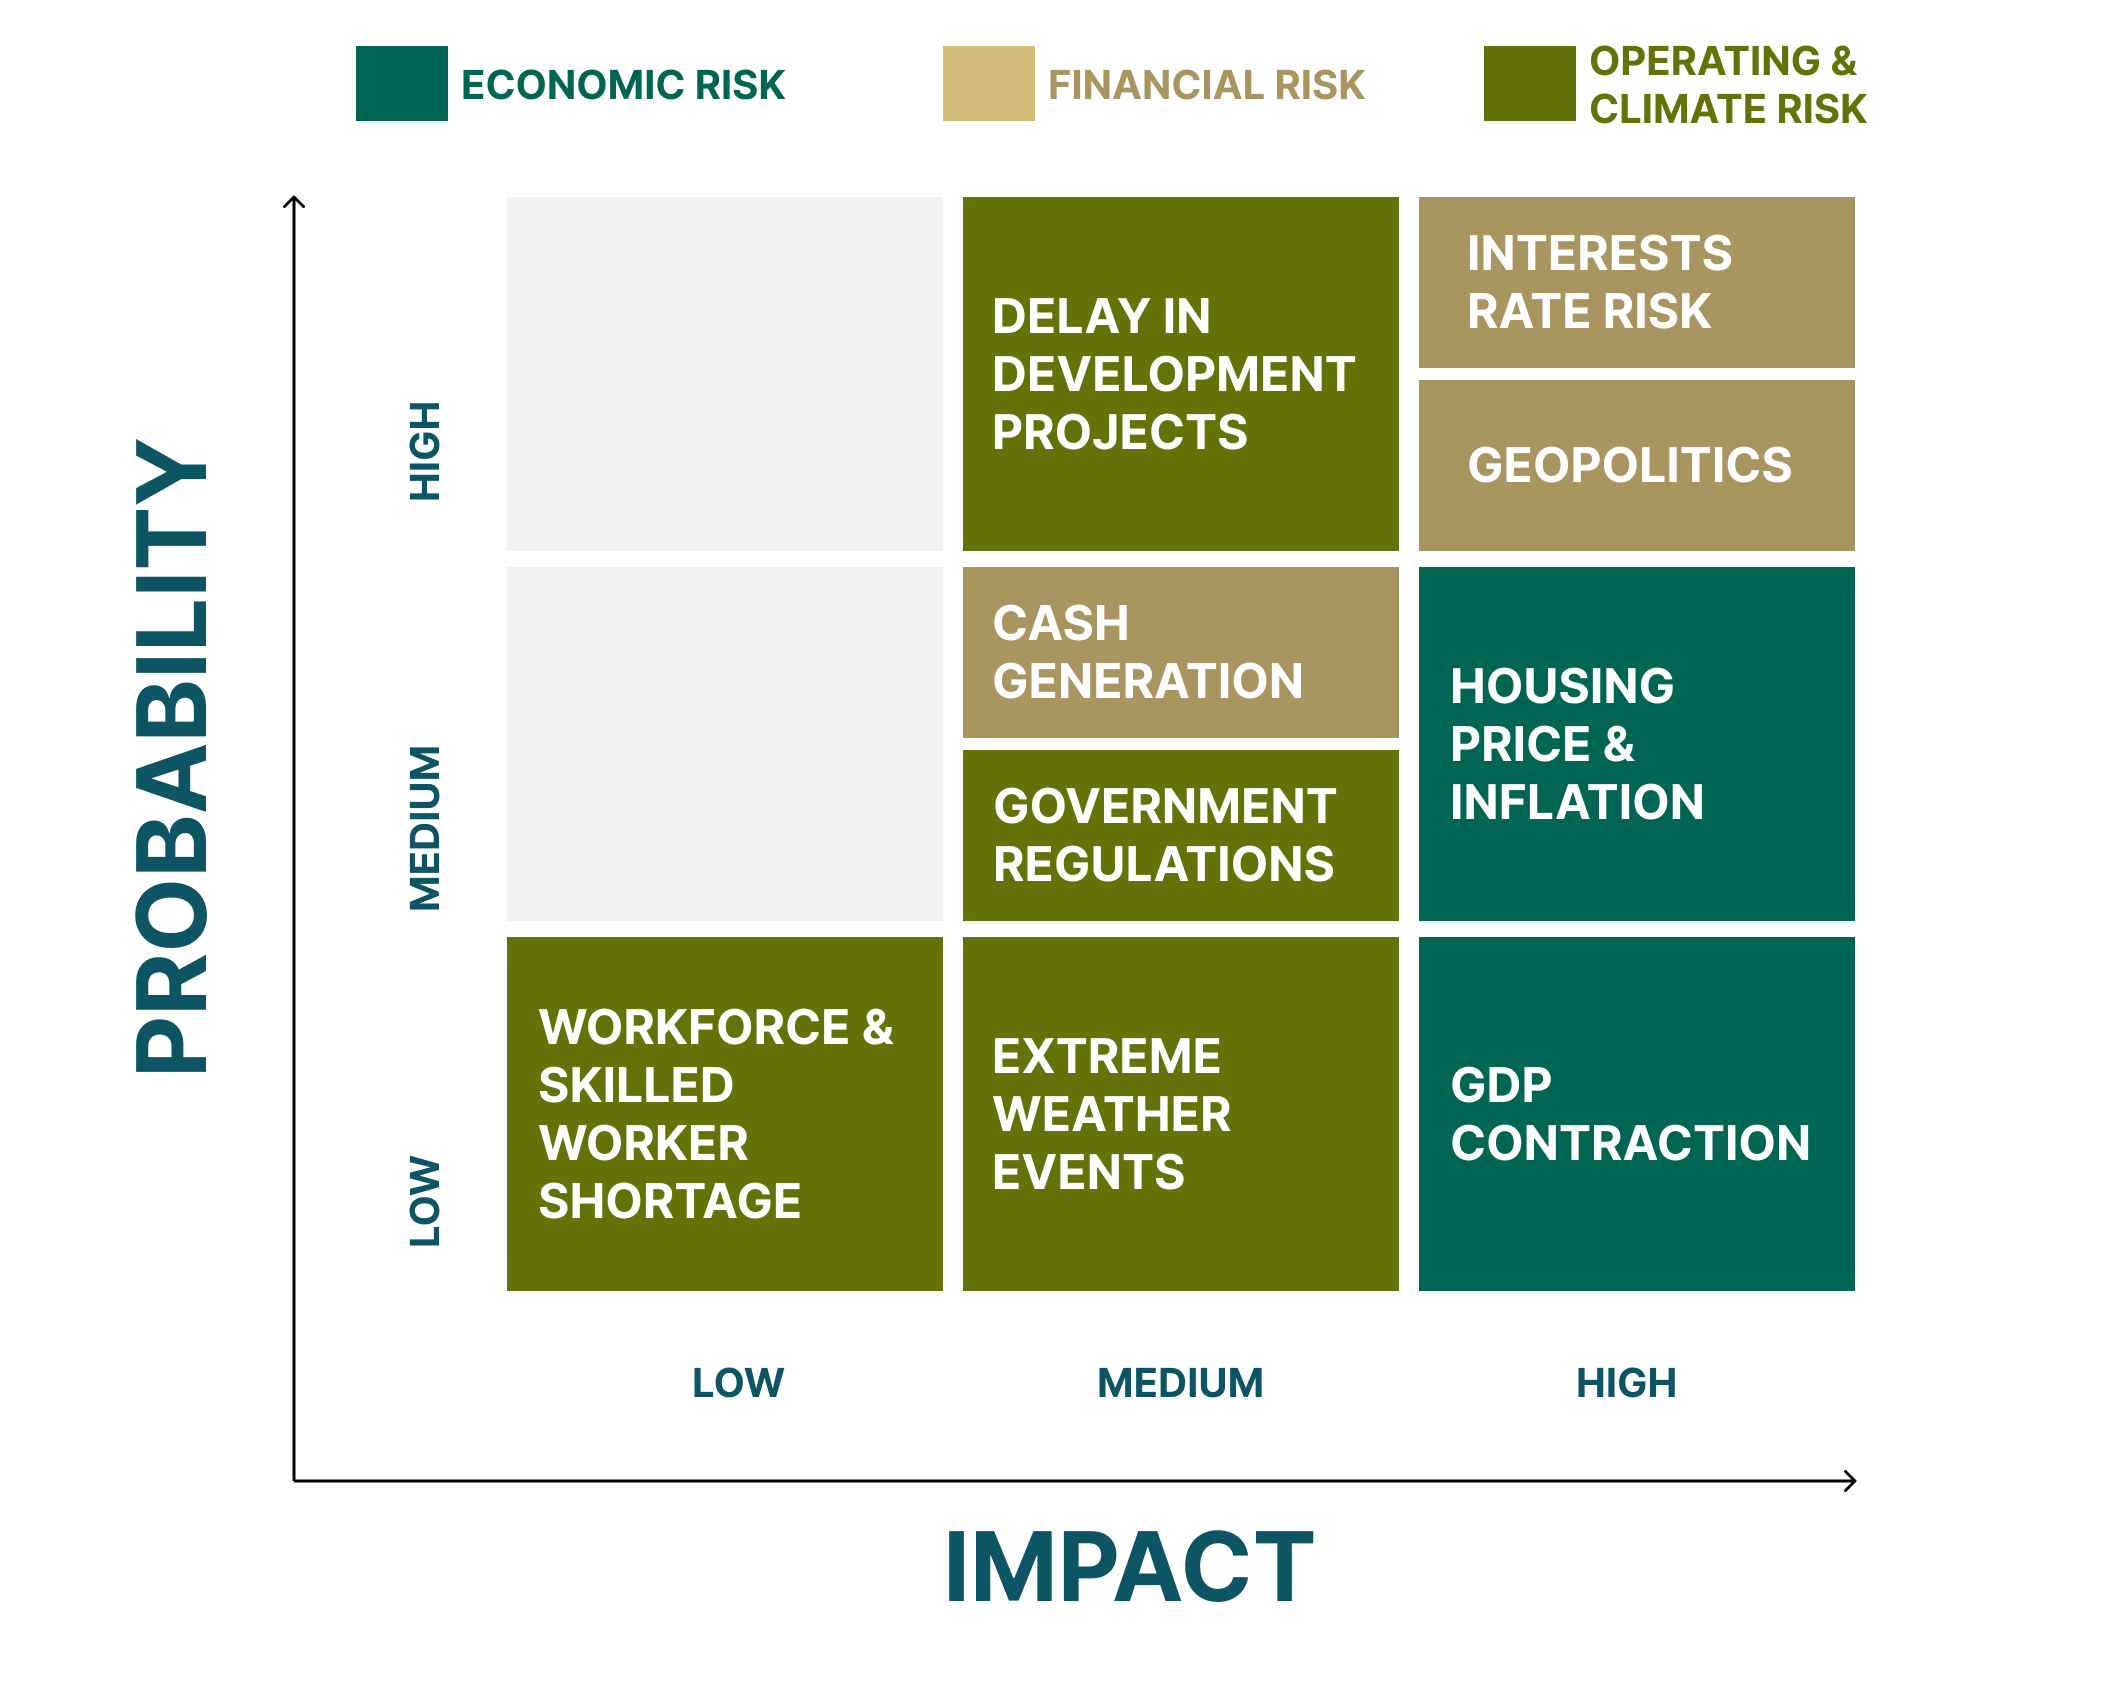 ECONOMIC RISK
FINANCIAL RISK
OPERATING &
CLIMATE RISK
PROBABILITY
HIGH
DELAY IN
DEVELOPMENT
PROJECTS
INTERESTS
RATE RISK
GEOPOLITICS
MEDIUM
CASH
GENERATION
GOVERNMENT
REGULATIONS
HOUSING
PRICE &
INFLATION
LOW
WORKFORCE &
SKILLED
WORKER
SHORTAGE
EXTREME
WEATHER
EVENTS
GDP
CONTRACTION
LOW
MEDIUM
HIGH
IMPACT